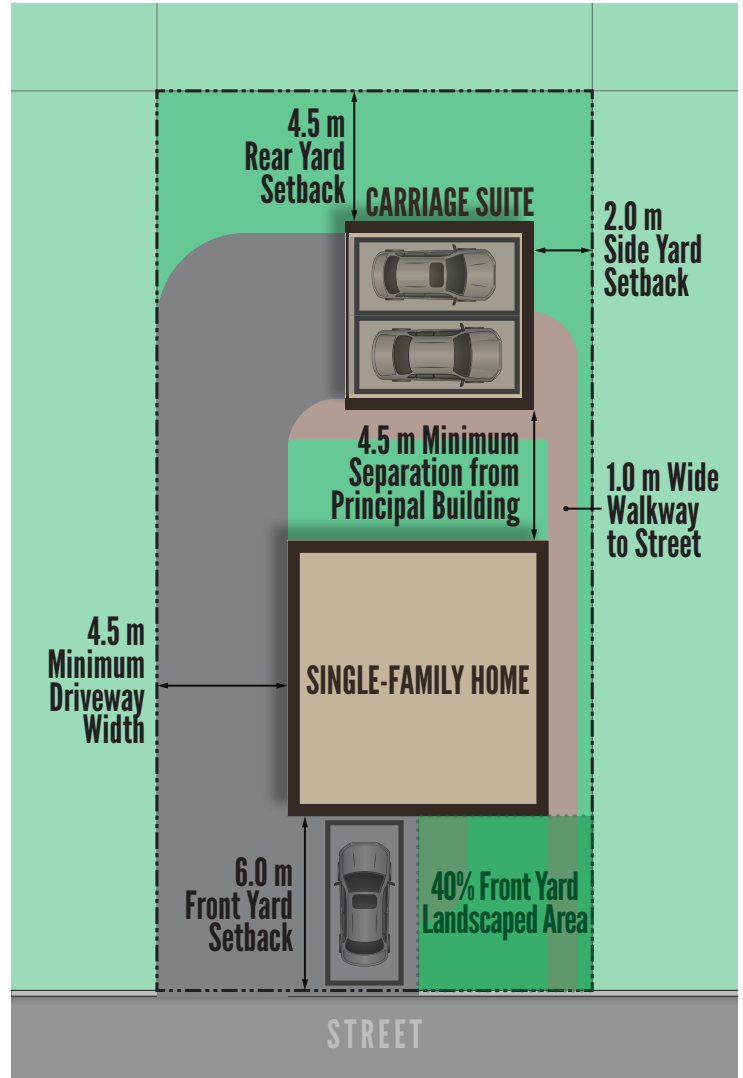 4.5 m
Rear Yard
Setback
CARRIAGE SUITE
2.0 m
Side Yard
Setback
4.5 m Minimum
Separation from
Principal Building
1.0 m Wide
Walkway
to Street
4.5 m
Minimum
Driveway
Width
SINGLE-FAMILY HOME
6.0 m
Front Yard
Setback
40% Front Yard
Landscaped Area
STREET